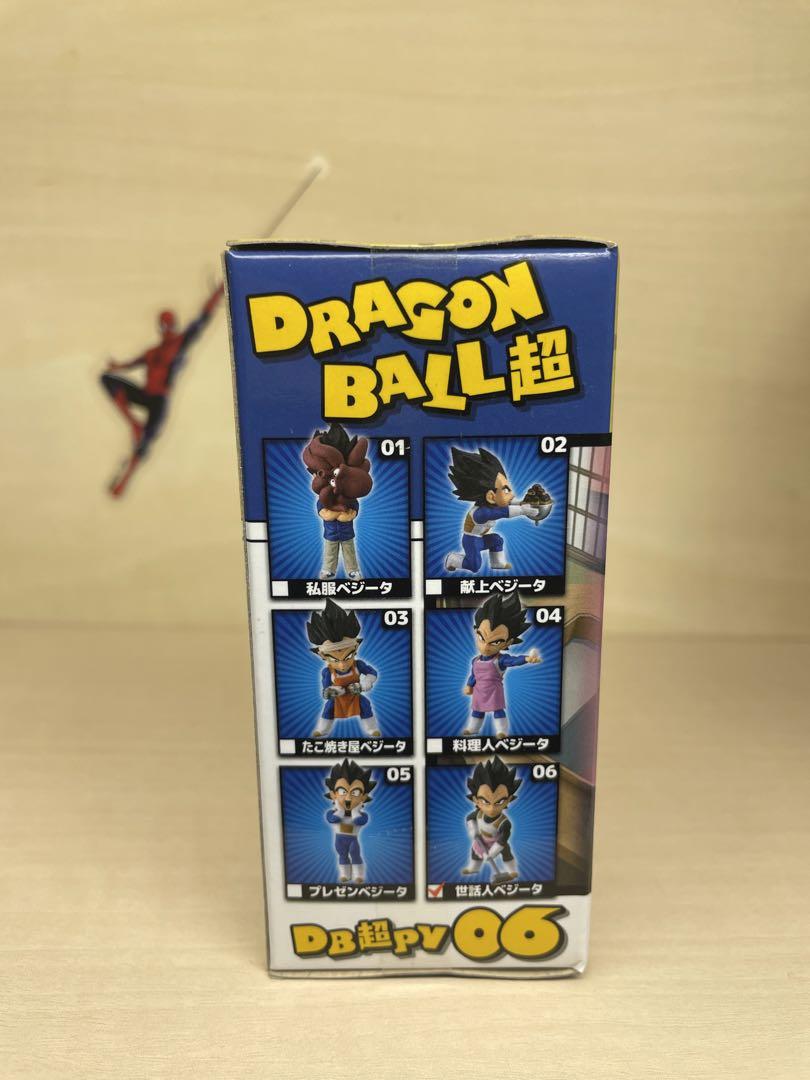 DRAGON
BALL超
01
02
私服ベジータ
献上ベジータ
03
04
たこ焼き屋ベジータ
料理人ベジータ
05
06
プレゼンベジータ
世話人ベジータ
DB超PV06